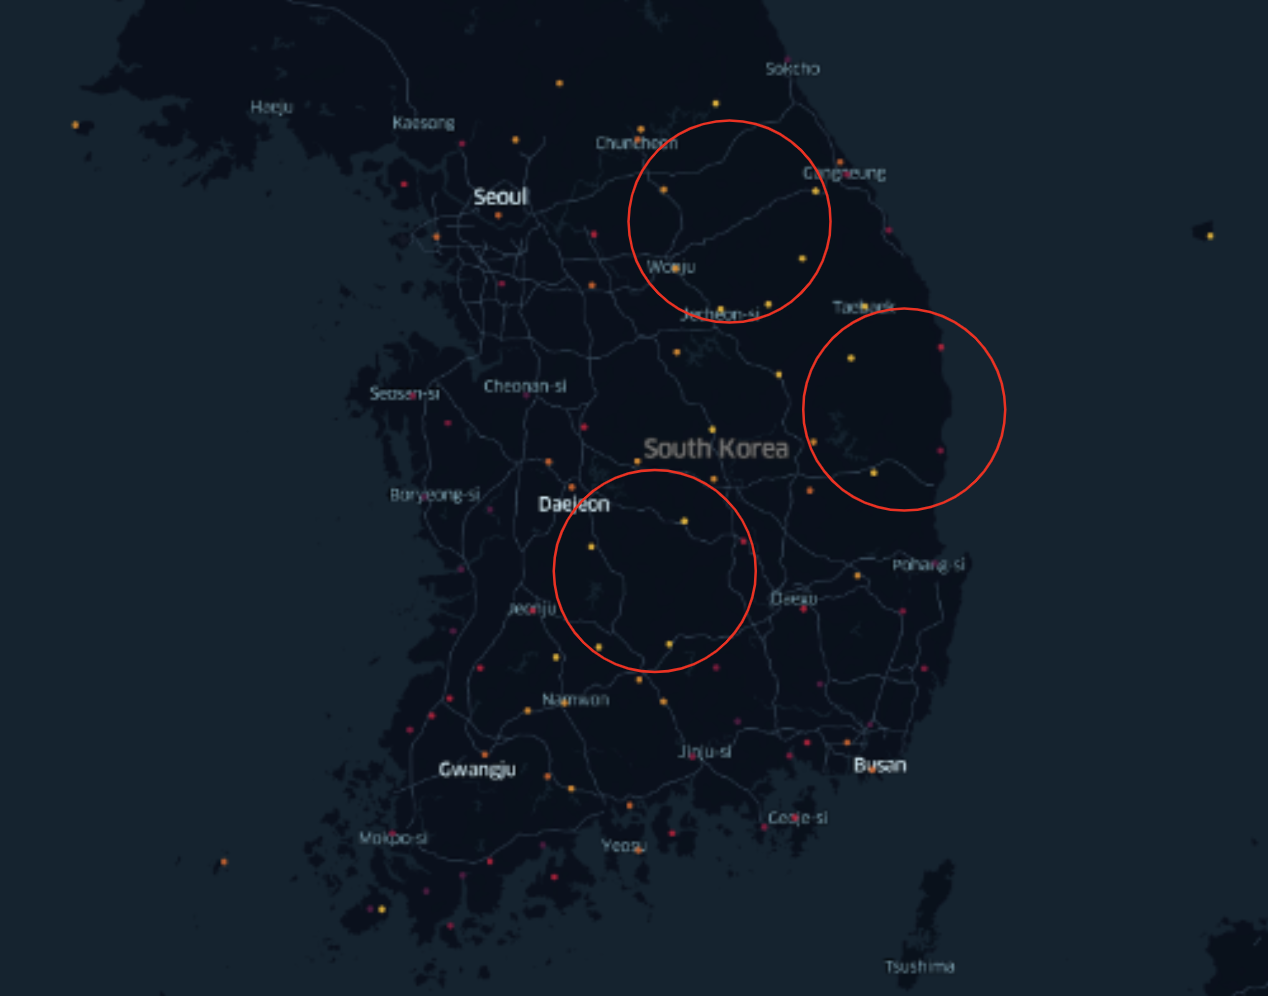 Sokcho
Haeju
Kaesong
Chuncheon
Gangneung
Seoul
Wonju
Taebaek
Jecheon-si
Cheonan-si
Seosan-si
South Korea
Boryeong-si
Daejeon
Pohang-si
Daegu
Jeonju
Namwon
Jinju-si
Busan
Gwangju
Geoje-si
Mokpo-si
Yeosu
Tsushima